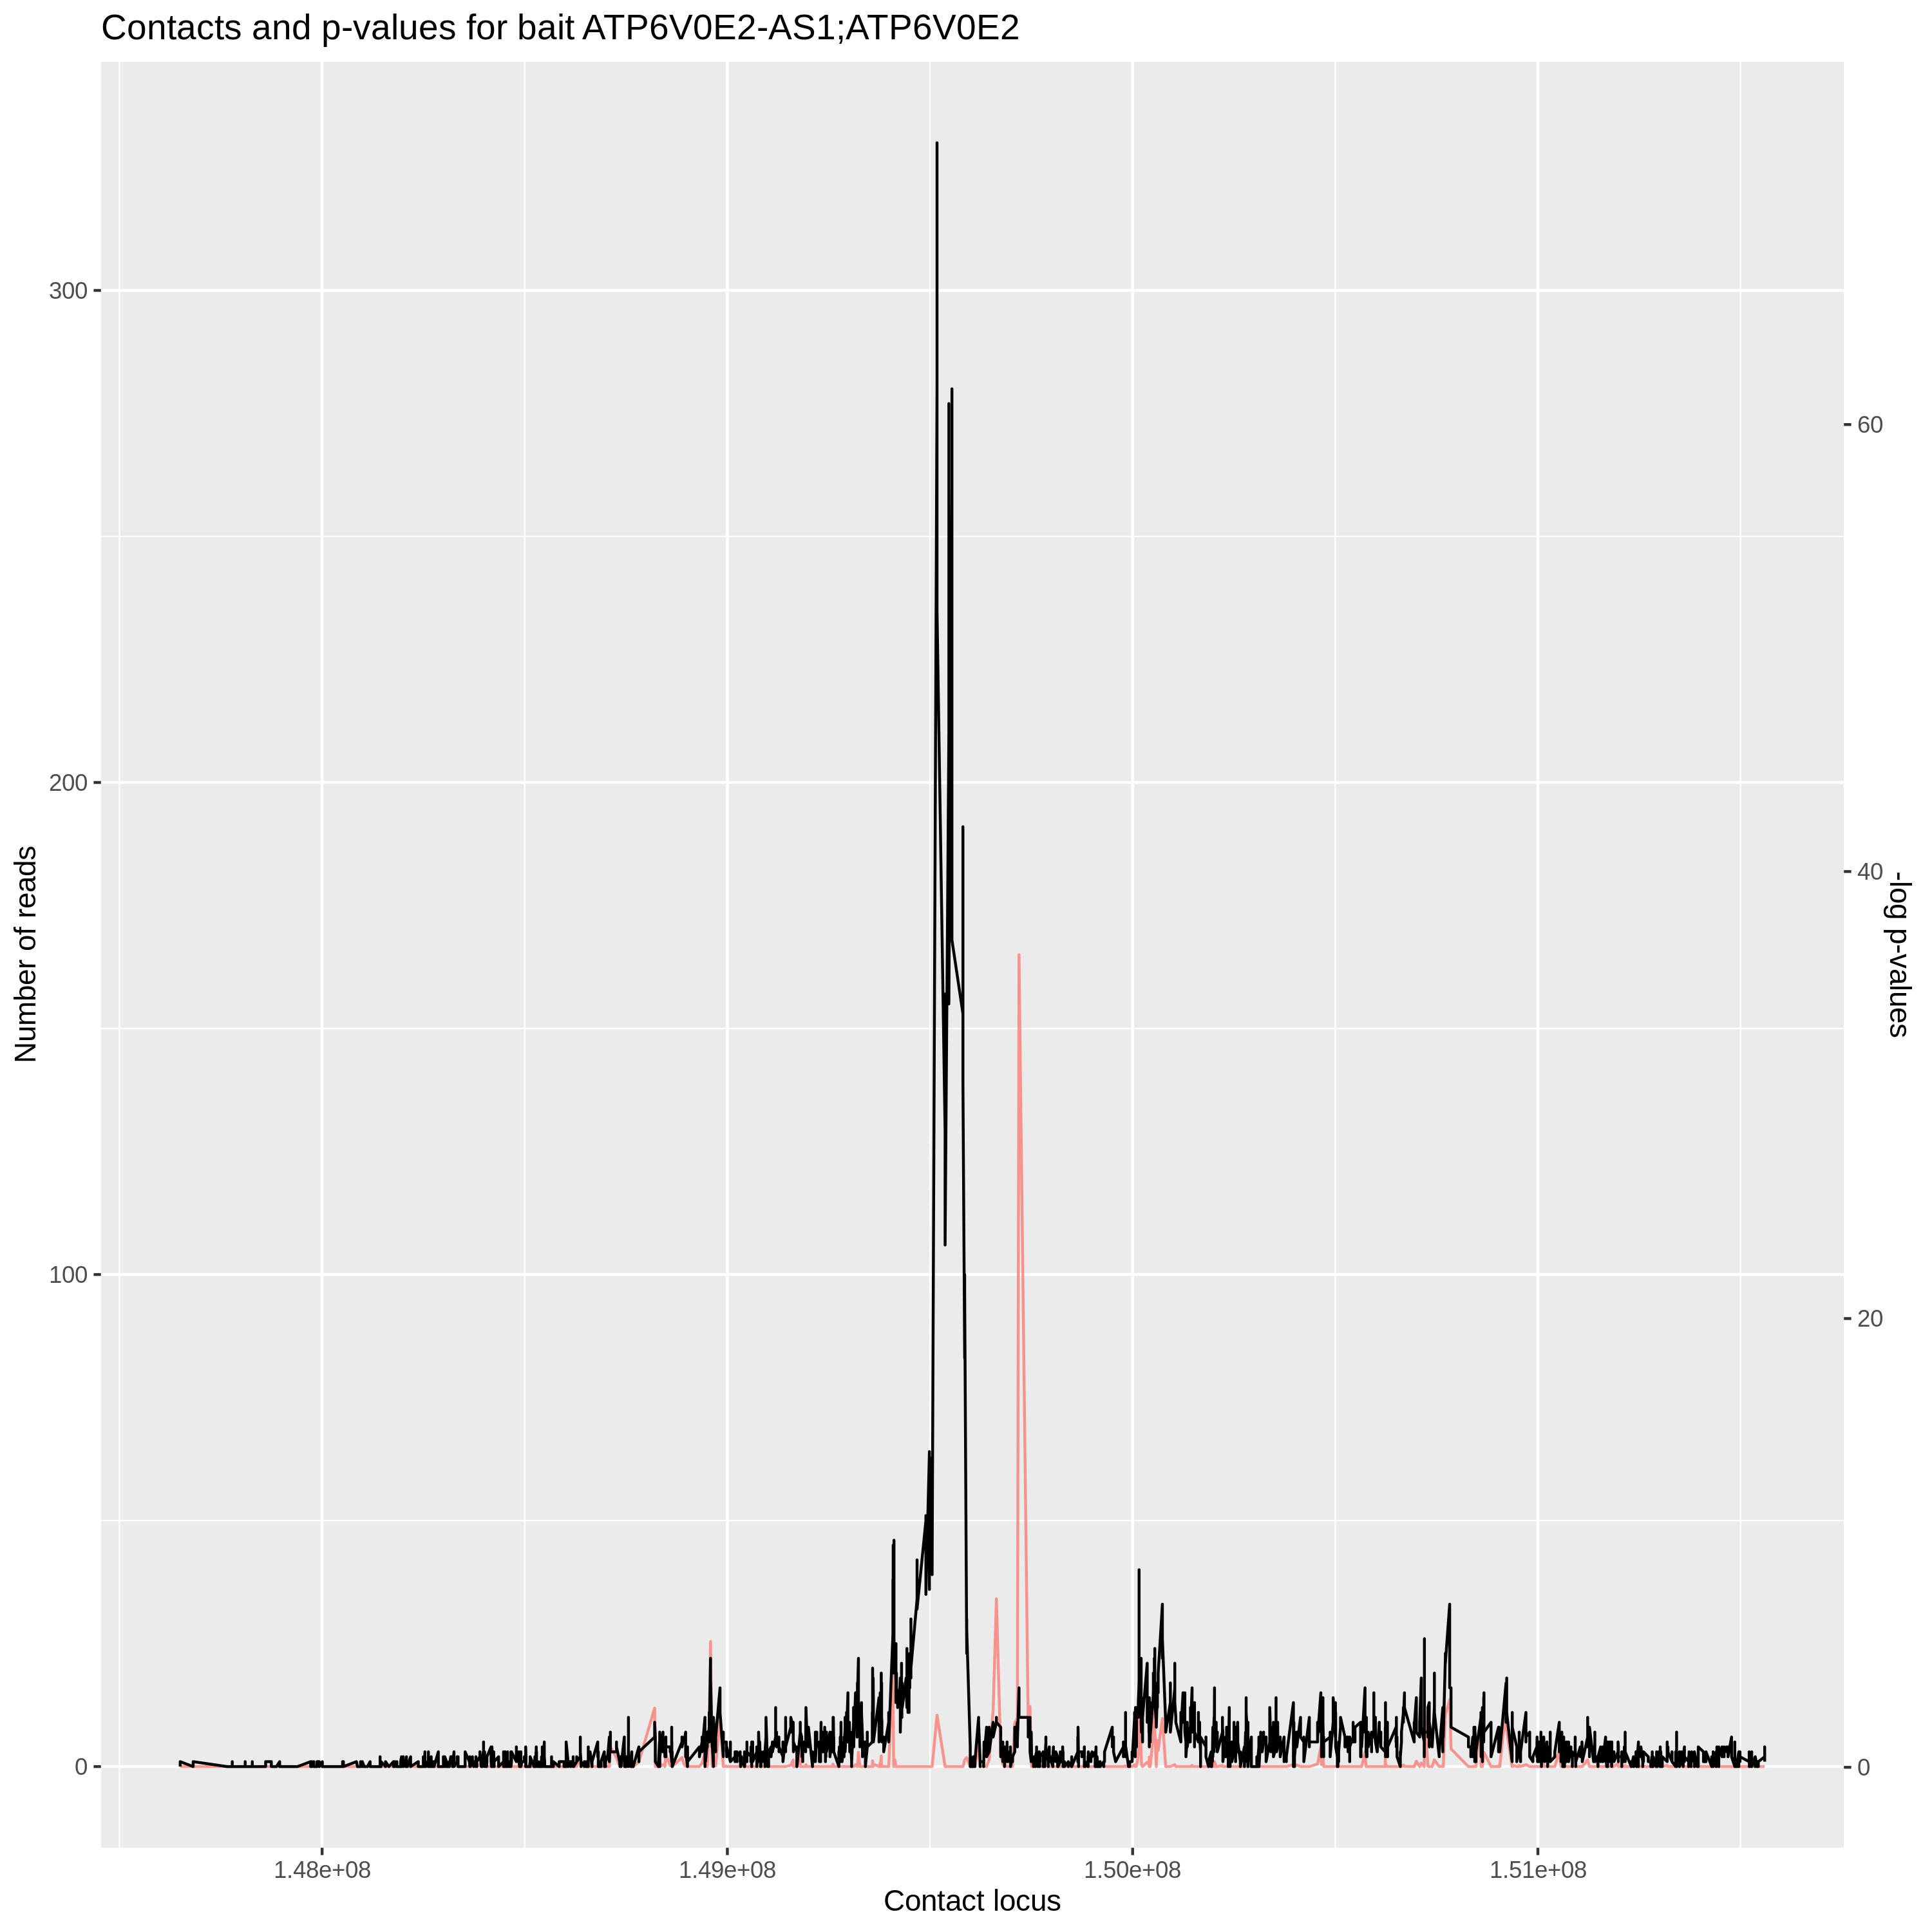 Contacts and p-values for bait ATP6V0E2-AS1;ATP6V0E2
300
200
100
0
Number of reads
60
40
20
0
-log p-values
1.48e+08
1.49e+08
1.50e+08
1.51e+08
Contact locus